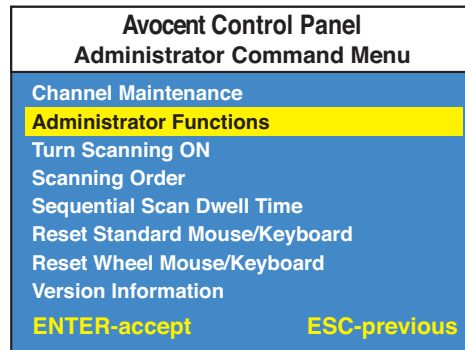 Avocent Control Panel
Administrator Command Menu
Channel Maintenance
Administrator Functions
Turn Scanning ON
Scanning Order
Sequential Scan Dwell Time
Reset Standard Mouse/Keyboard
Reset Wheel Mouse/Keyboard
Version Information
ENTER-accept ESC-previous